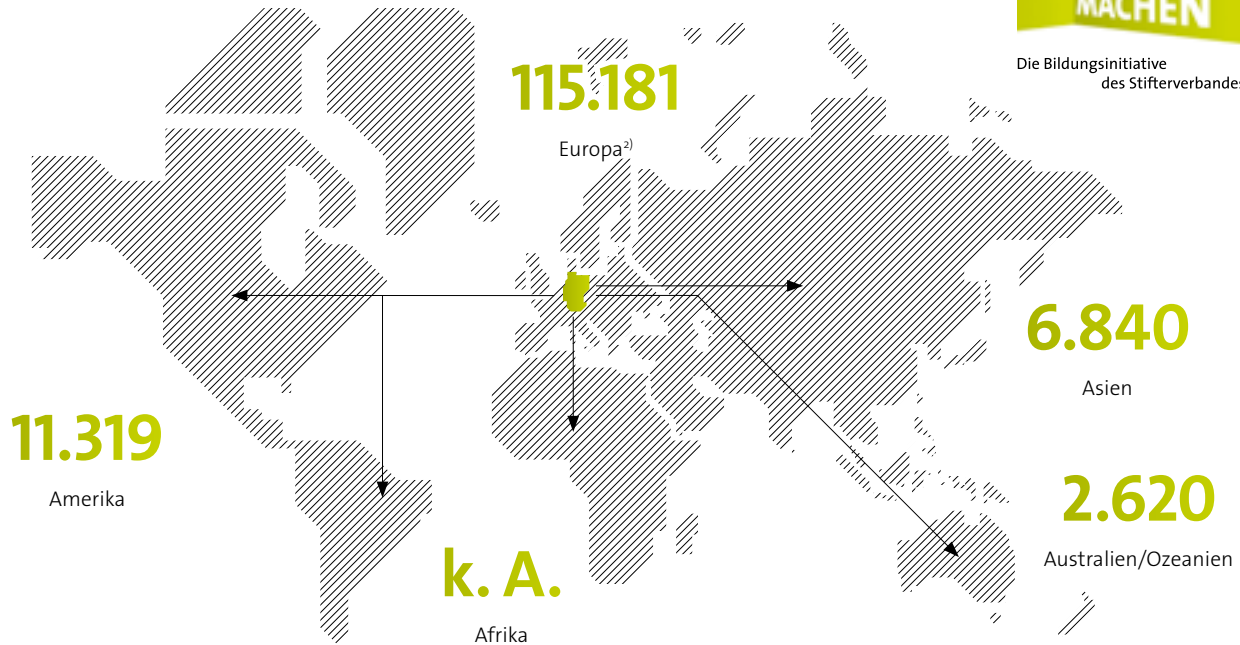 MACHEN
Die Bildungsinitiative
des Stifterverbandes
115.181
Europa²⁾
6.840
Asien
11.319
Amerika
2.620
Australien/Ozeanien
k. A.
Afrika